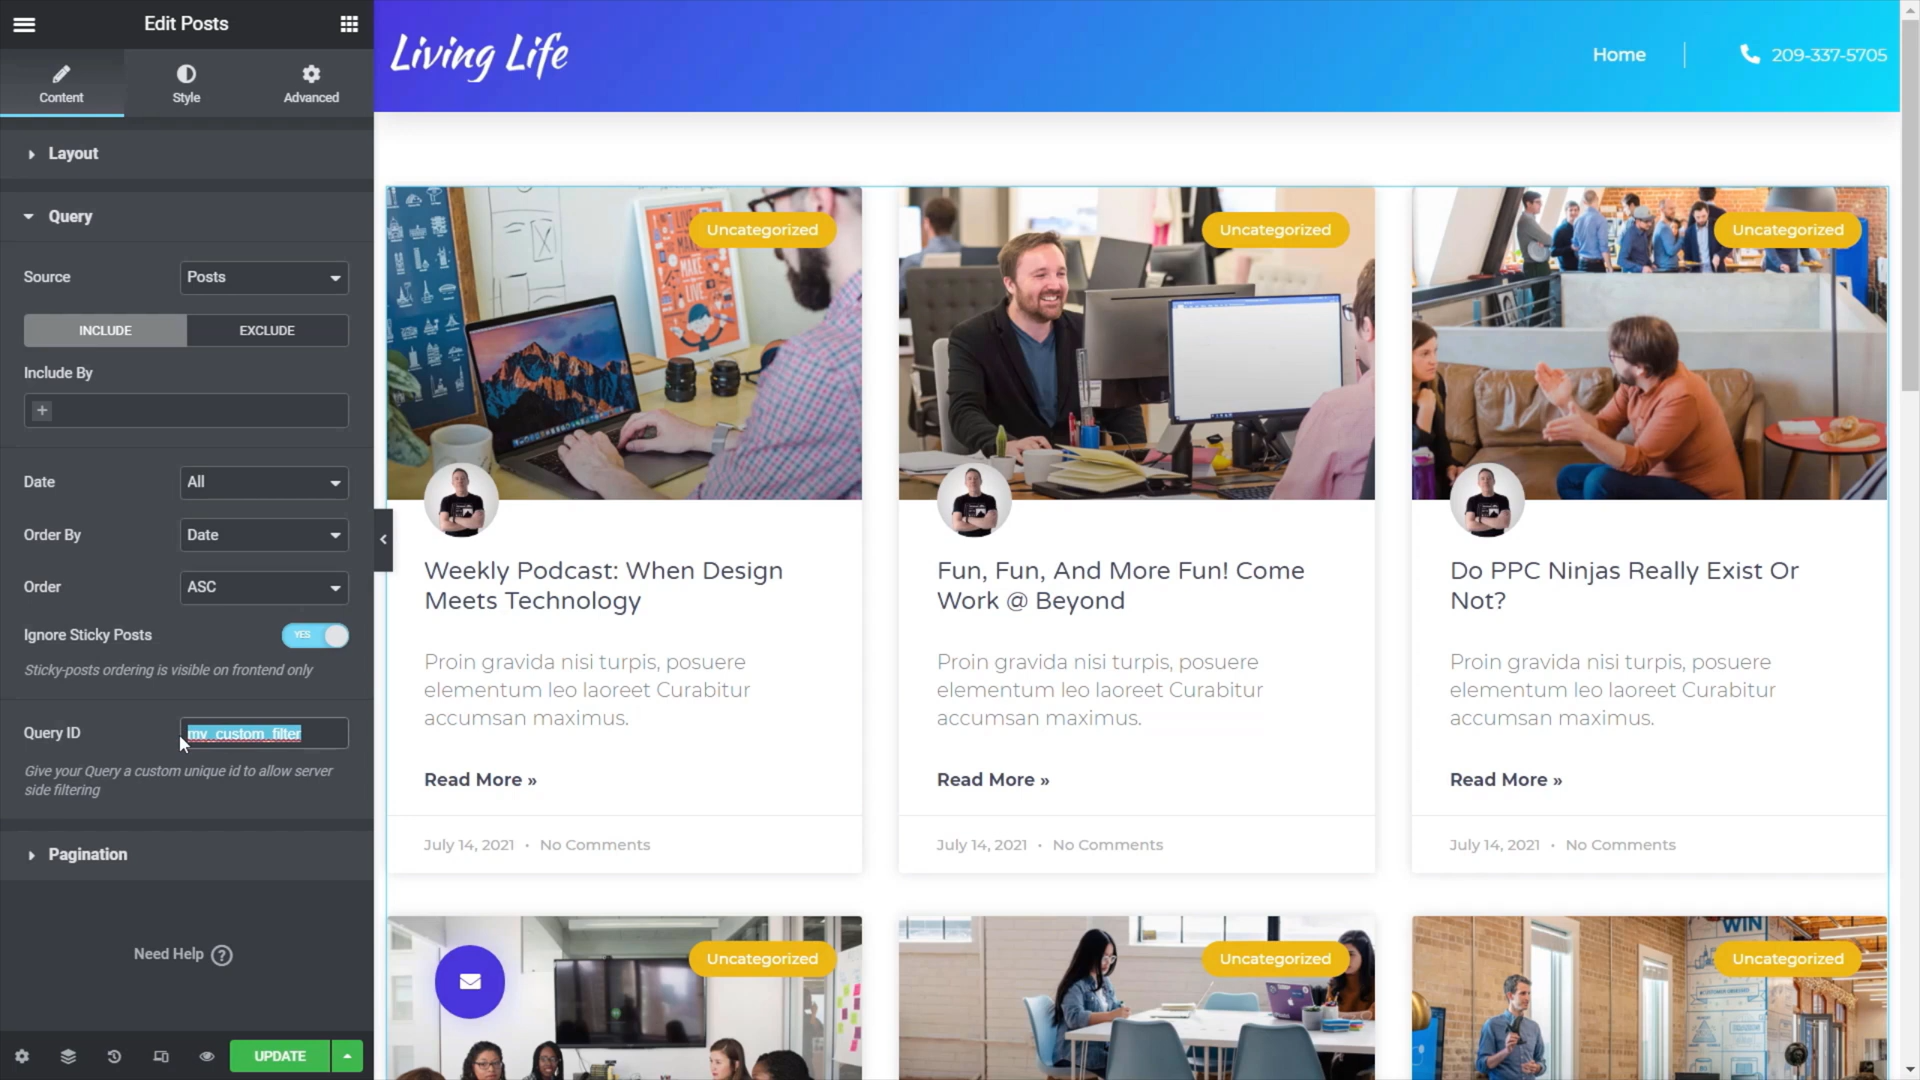 Edit Posts
Content
Style
Advanced
Layout
Query
Source
Posts
INCLUDE
EXCLUDE
Include By
+
Date
All
Order By
Date
Order
ASC
Ignore Sticky Posts
YES
Sticky-posts ordering is visible on frontend only
Query ID
my_custom_filter
Give your Query a custom unique id to allow server
side filtering
Pagination
Need Help ?
UPDATE
Living Life
Home
209-337-5705
Uncategorized
Weekly Podcast: When Design
Meets Technology
Proin gravida nisi turpis, posuere
elementum leo laoreet Curabitur
accumsan maximus.
Read More »
July 14, 2021 • No Comments
Uncategorized
Fun, Fun, And More Fun! Come
Work @ Beyond
Proin gravida nisi turpis, posuere
elementum leo laoreet Curabitur
accumsan maximus.
Read More »
July 14, 2021 • No Comments
Uncategorized
Do PPC Ninjas Really Exist Or
Not?
Proin gravida nisi turpis, posuere
elementum leo laoreet Curabitur
accumsan maximus.
Read More »
July 14, 2021 • No Comments
Uncategorized
Uncategorized
Uncategorized
WIN